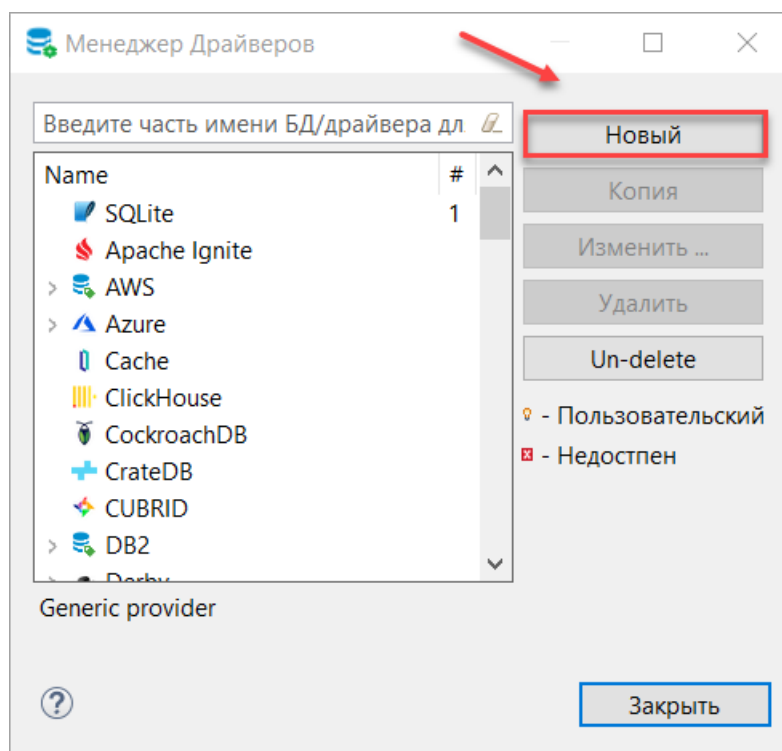 Менеджер Драйверов
Введите часть имени БД/драйвера дл
Новый
Name #
Копия
SQLite 1
Apache Ignite
Изменить ...
AWS
Удалить
Azure
Cache
Un-delete
ClickHouse
- Пользовательский
CockroachDB
- Недостпен
CrateDB
CUBRID
DB2
Derby
Generic provider
?
Закрыть